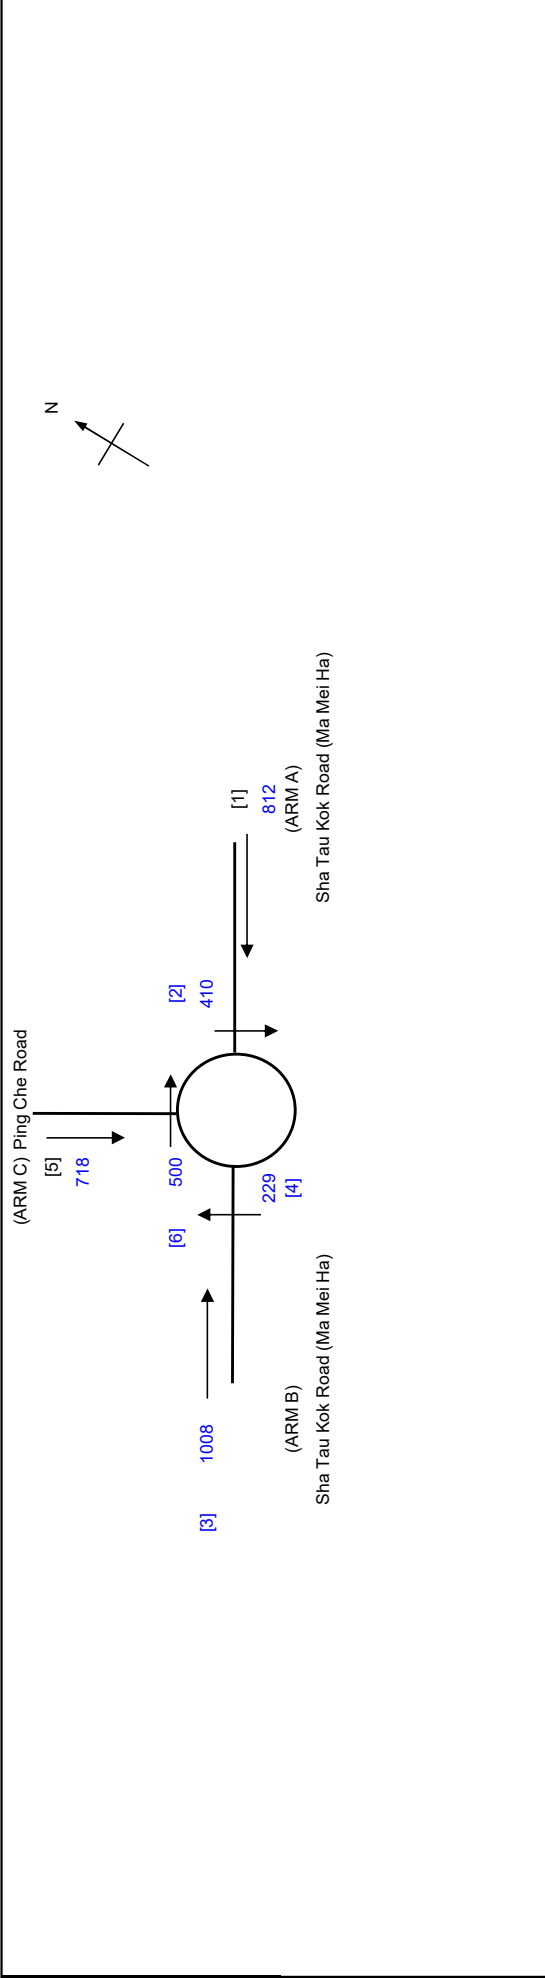 N
(ARM C) Ping Che Road
[5]
718
[2]
410
[1]
812
(ARM A)
Sha Tau Kok Road (Ma Mei Ha)
500
[6]
229
[4]
[3]
1008
(ARM B)
Sha Tau Kok Road (Ma Mei Ha)